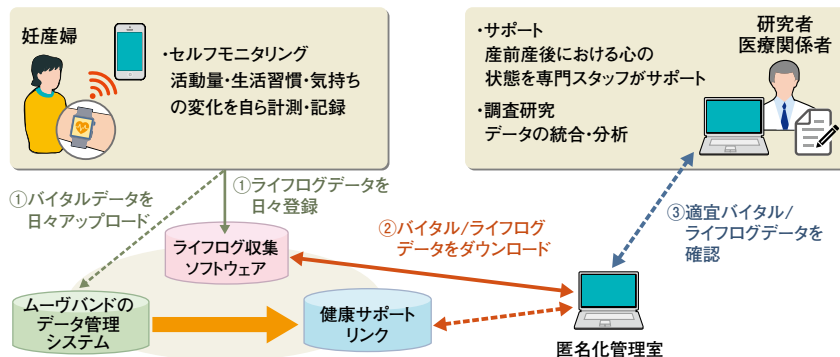 妊産婦
・セルフモニタリング
活動量・生活習慣・気持ち
の変化を自ら計測・記録
・サポート
産前産後における心の
状態を専門スタッフがサポート
・調査研究
データの統合・分析
研究者
医療関係者
①バイタルデータを
日々アップロード
①ライフログデータを
日々登録
②バイタル/ライフログ
データをダウンロード
③適宜バイタル/
ライフログデータを
確認
ライフログ収集
ソフトウェア
ムーヴバンドの
データ管理
システム
健康サポート
リンク
匿名化管理室